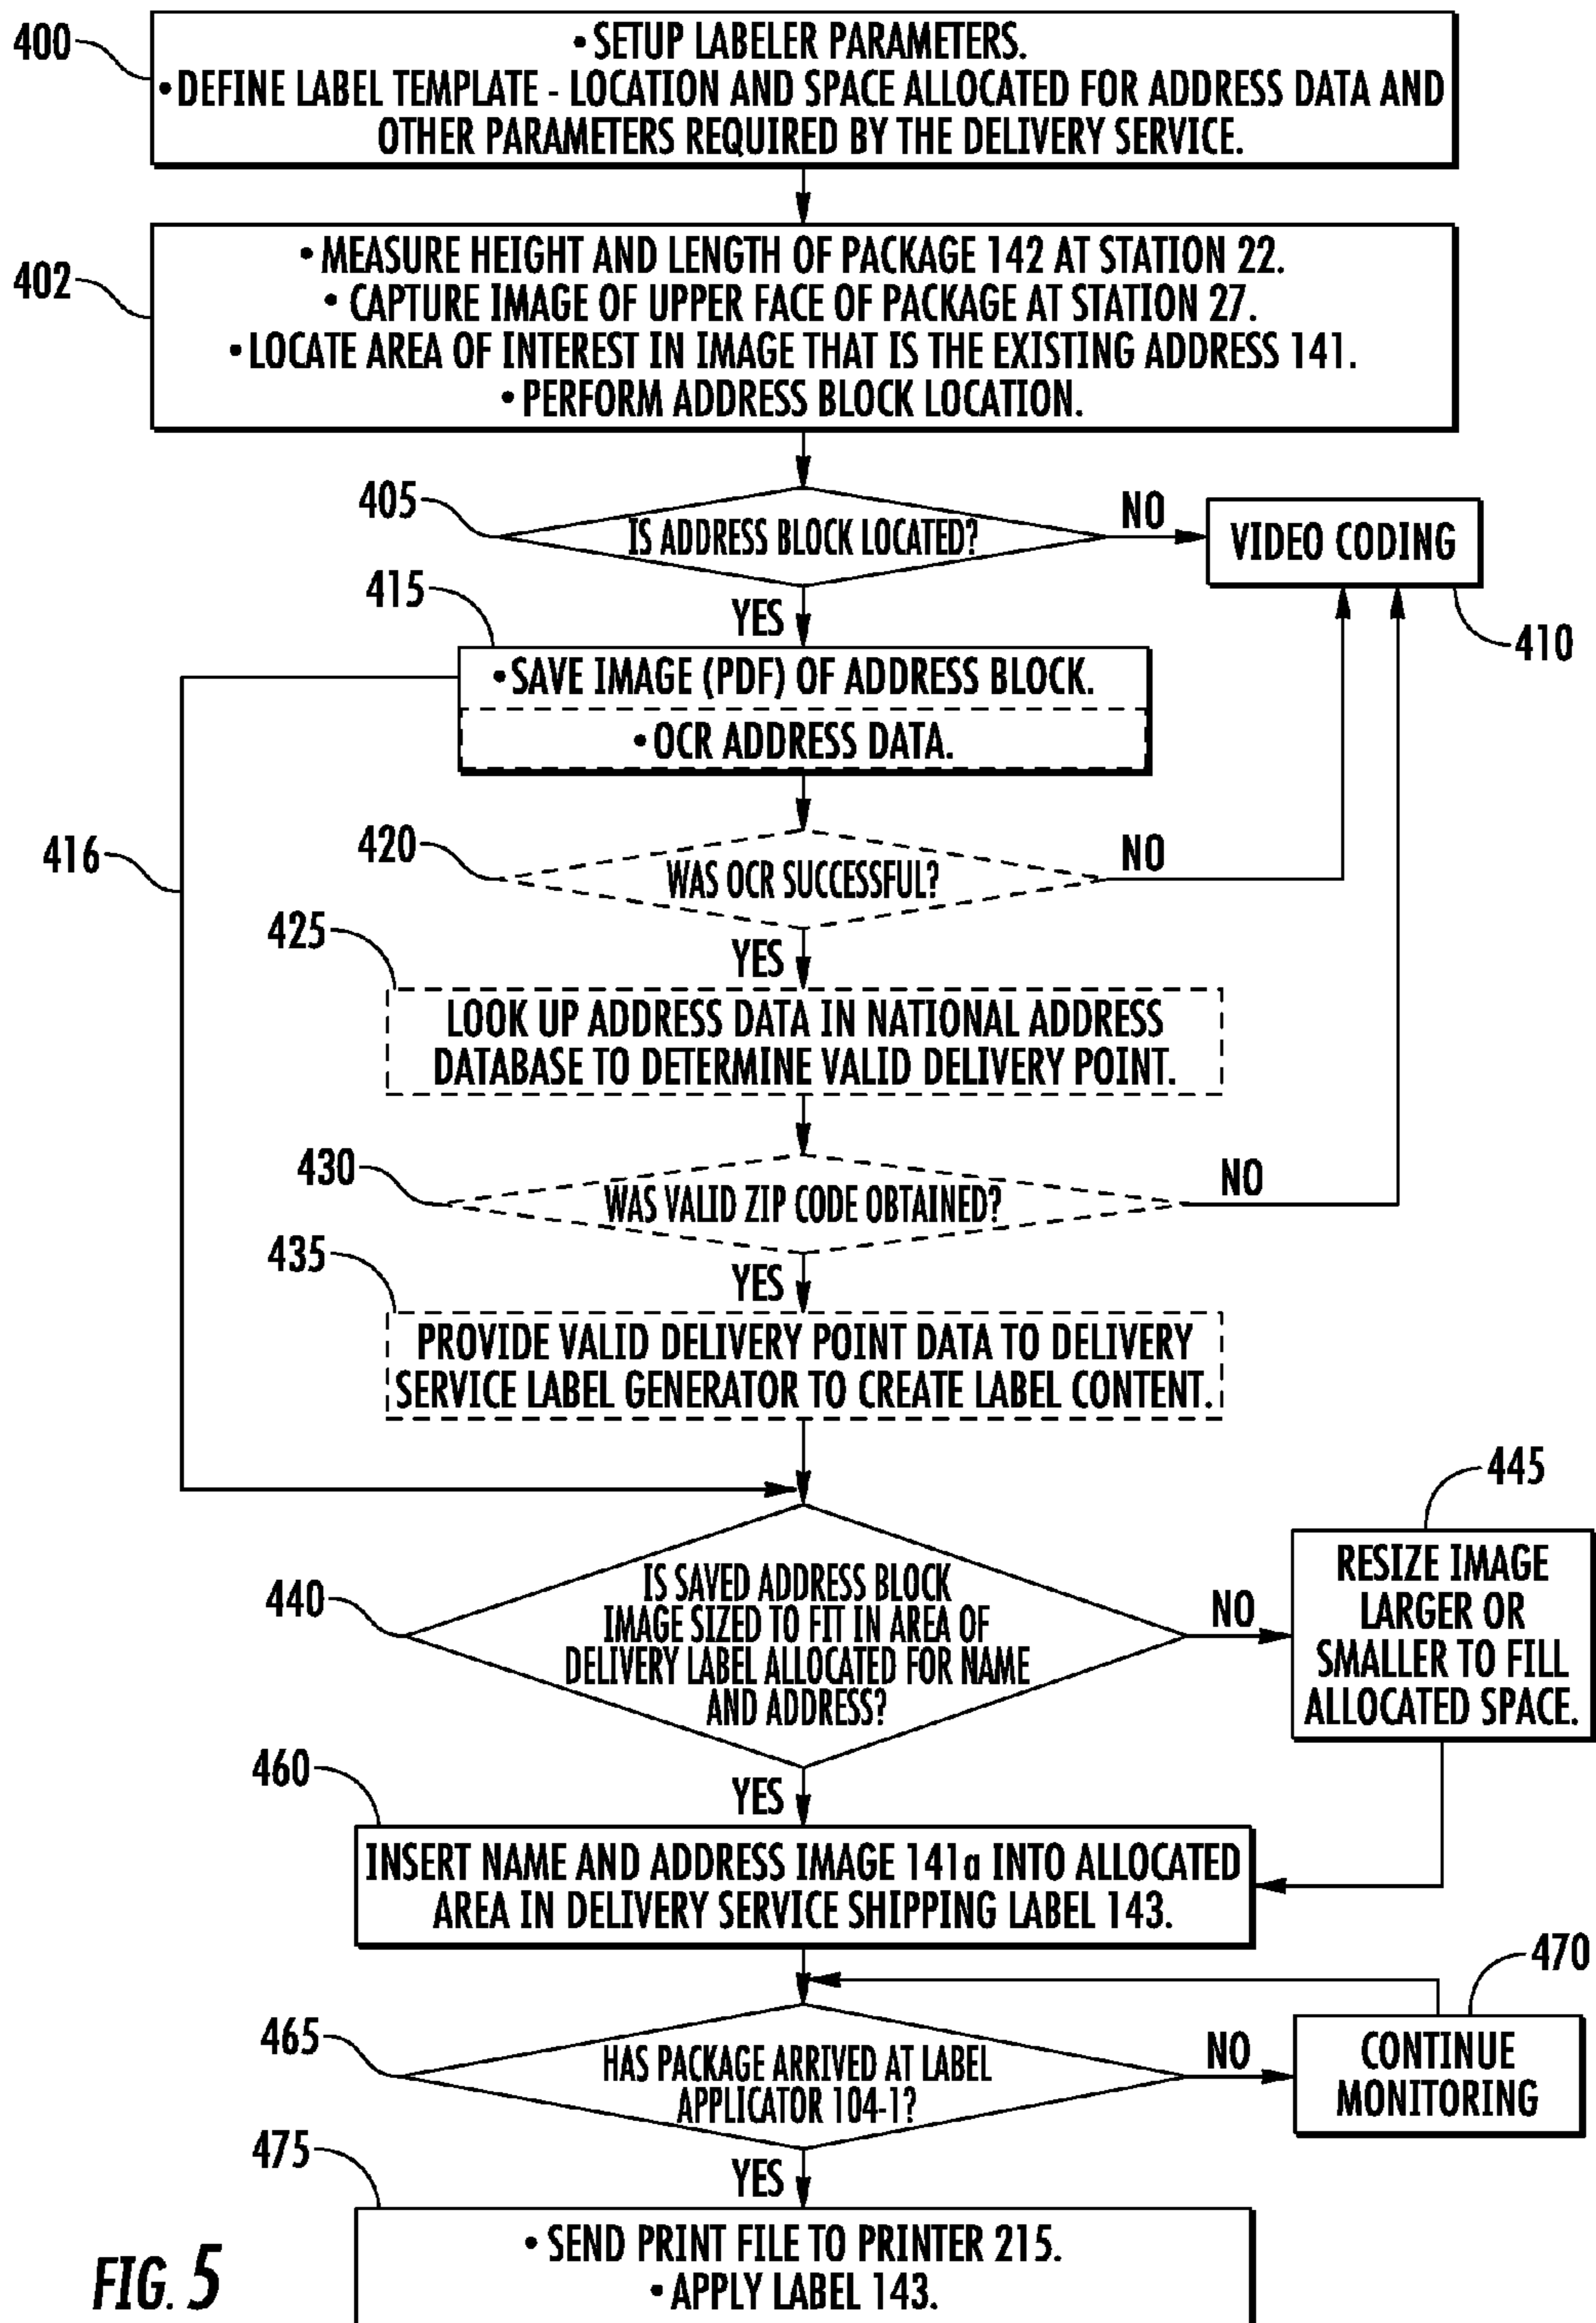 400
• SETUP LABELER PARAMETERS.
• DEFINE LABEL TEMPLATE - LOCATION AND SPACE ALLOCATED FOR ADDRESS DATA AND
OTHER PARAMETERS REQUIRED BY THE DELIVERY SERVICE.
402
• MEASURE HEIGHT AND LENGTH OF PACKAGE 142 AT STATION 22.
• CAPTURE IMAGE OF UPPER FACE OF PACKAGE AT STATION 27.
• LOCATE AREA OF INTEREST IN IMAGE THAT IS THE EXISTING ADDRESS 141.
• PERFORM ADDRESS BLOCK LOCATION.
405
IS ADDRESS BLOCK LOCATED?
NO
VIDEO CODING
410
YES
415
• SAVE IMAGE (PDF) OF ADDRESS BLOCK.
• OCR ADDRESS DATA.
416
420
WAS OCR SUCCESSFUL?
NO
YES
425
LOOK UP ADDRESS DATA IN NATIONAL ADDRESS
DATABASE TO DETERMINE VALID DELIVERY POINT.
430
WAS VALID ZIP CODE OBTAINED?
NO
YES
435
PROVIDE VALID DELIVERY POINT DATA TO DELIVERY
SERVICE LABEL GENERATOR TO CREATE LABEL CONTENT.
440
IS SAVED ADDRESS BLOCK
IMAGE SIZED TO FIT IN AREA OF
DELIVERY LABEL ALLOCATED FOR NAME
AND ADDRESS?
NO
445
RESIZE IMAGE
LARGER OR
SMALLER TO FILL
ALLOCATED SPACE.
YES
460
INSERT NAME AND ADDRESS IMAGE 141a INTO ALLOCATED
AREA IN DELIVERY SERVICE SHIPPING LABEL 143.
465
HAS PACKAGE ARRIVED AT LABEL
APPLICATOR 104-1?
NO
470
CONTINUE
MONITORING
YES
475
• SEND PRINT FILE TO PRINTER 215.
• APPLY LABEL 143.
FIG. 5